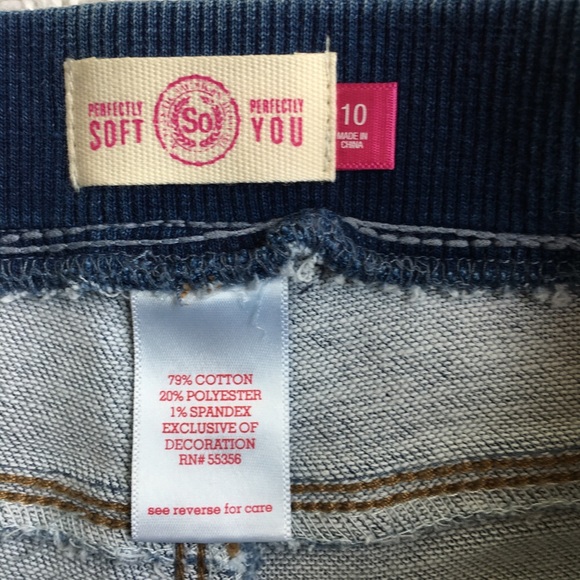 PERFECTLY SOFT
So
PERFECTLY YOU
10
MADE IN
CHINA
79% COTTON
20% POLYESTER
1% SPANDEX
EXCLUSIVE OF
DECORATION
RN# 55356
see reverse for care